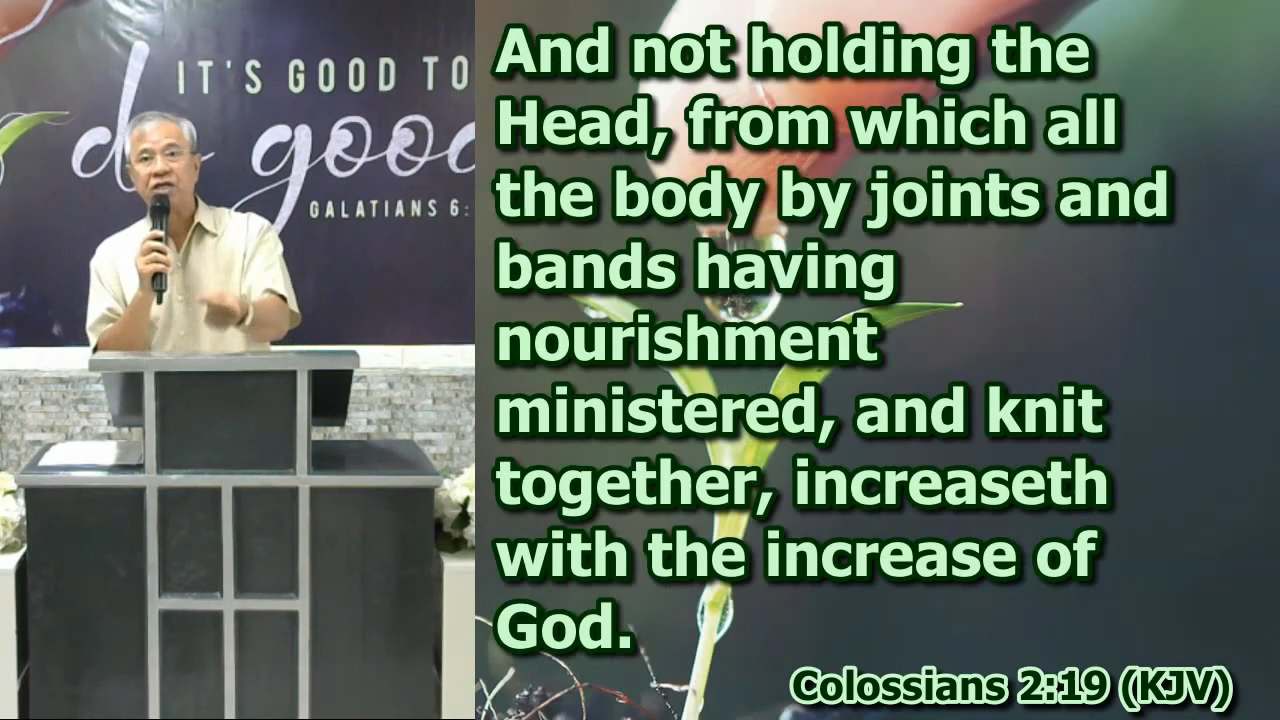 IT'S GOOD TO
do good
GALATIANS 6:
And not holding the
Head, from which all
the body by joints and
bands having
nourishment
ministered, and knit
together, increaseth
with the increase of
God.
Colossians 2:19 (KJV)